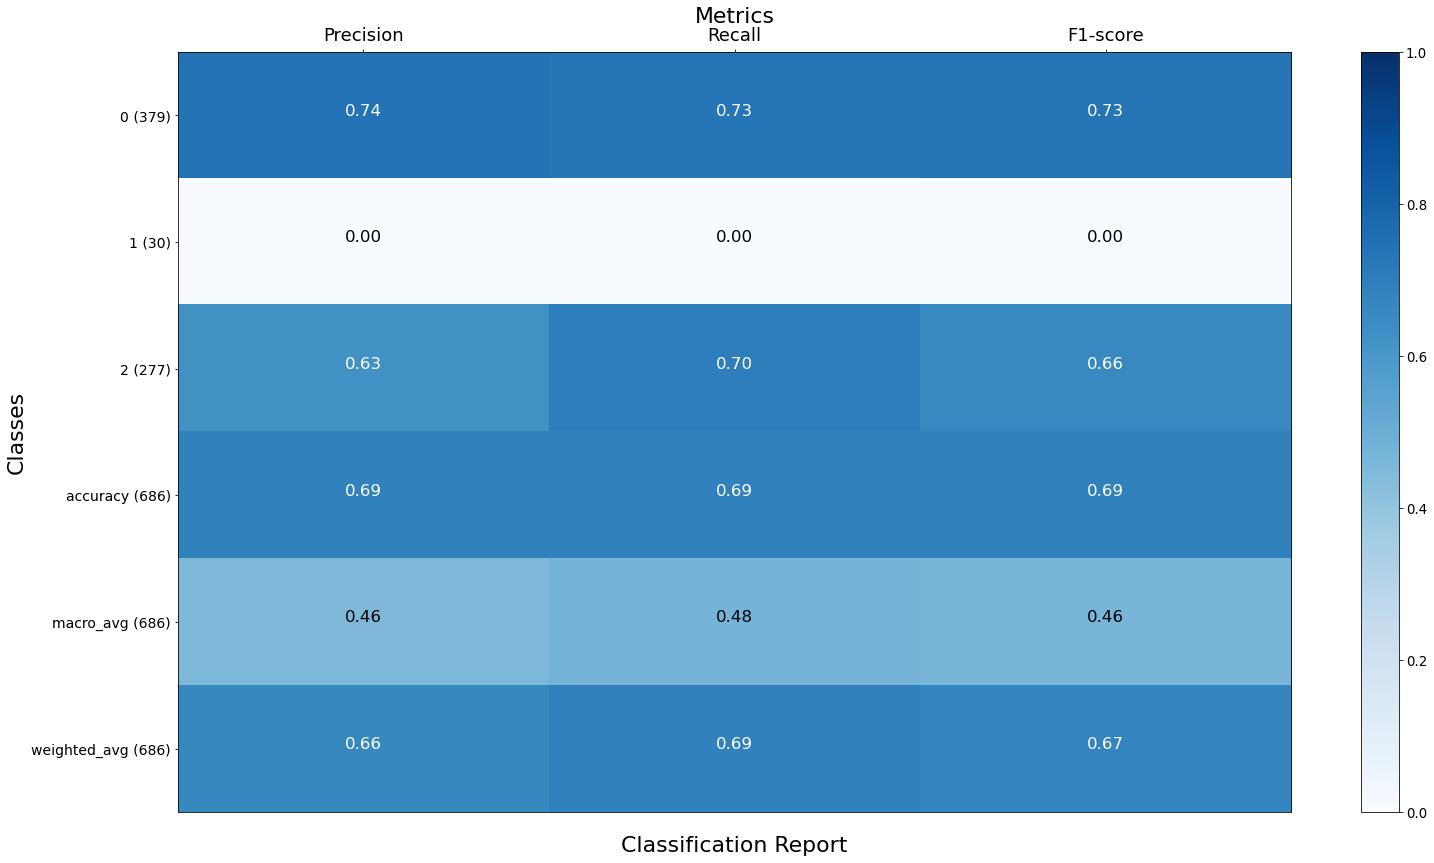 Metrics
Precision Recall F1-score
0 (379) 0.74 0.73 0.73
1 (30) 0.00 0.00 0.00
2 (277) 0.63 0.70 0.66
accuracy (686) 0.69 0.69 0.69
macro_avg (686) 0.46 0.48 0.46
weighted_avg (686) 0.66 0.69 0.67
Classes
Classification Report
1.0
0.8
0.6
0.4
0.2
0.0